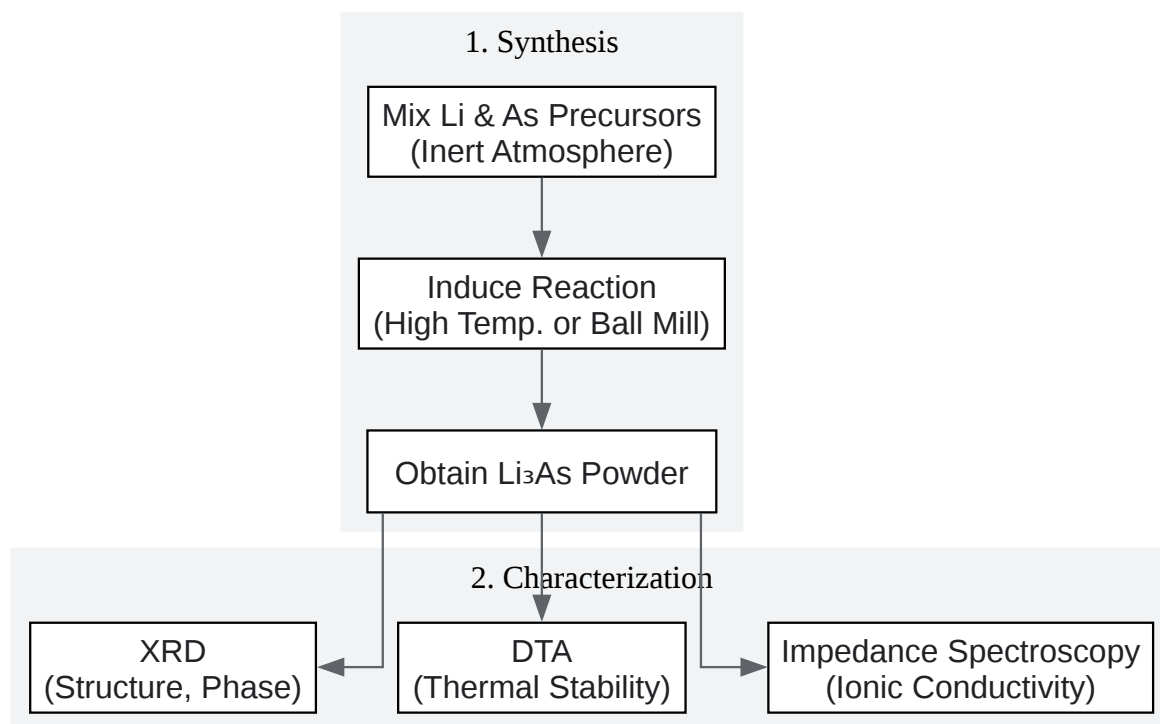 1. Synthesis
Mix Li & As Precursors
(Inert Atmosphere)
Induce Reaction
(High Temp. or Ball Mill)
Obtain Li₃As Powder
2. Characterization
XRD
(Structure, Phase)
DTA
(Thermal Stability)
Impedance Spectroscopy
(Ionic Conductivity)